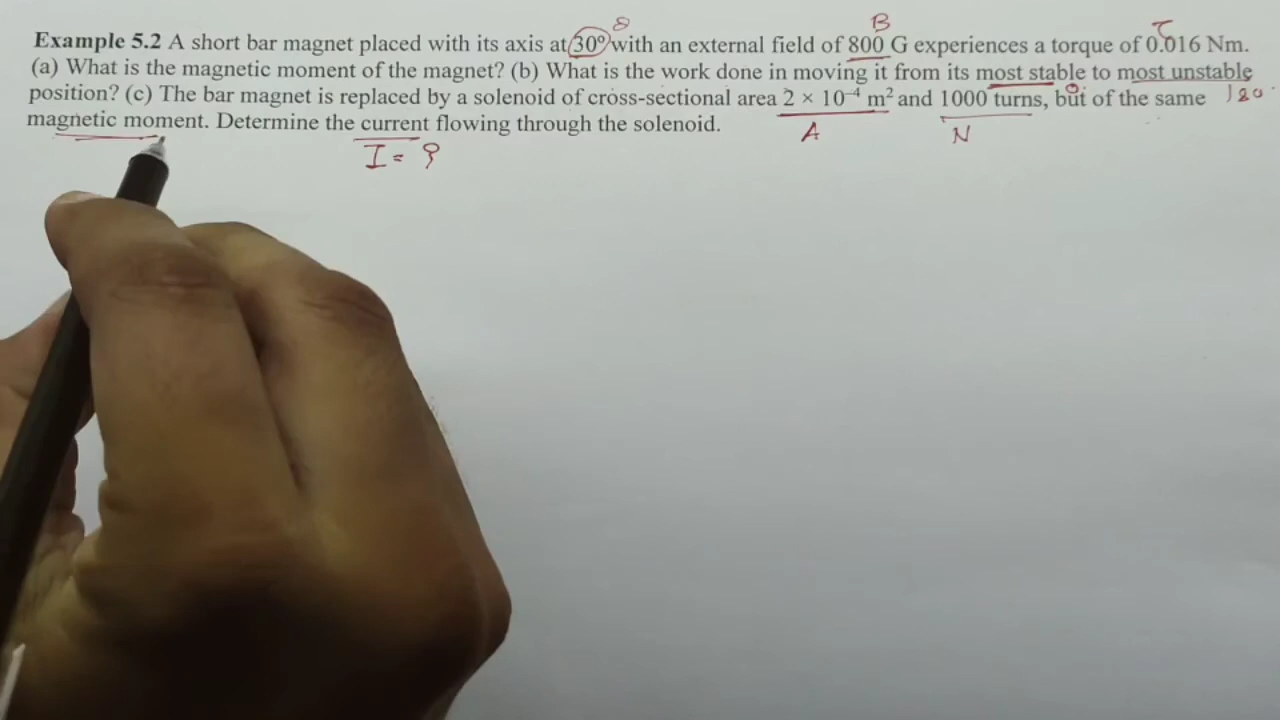 θ B τ
Example 5.2 A short bar magnet placed with its axis at 30° with an external field of 800 G experiences a torque of 0.016 Nm.
(a) What is the magnetic moment of the magnet? (b) What is the work done in moving it from its most stable to most unstable
position? (c) The bar magnet is replaced by a solenoid of cross-sectional area 2 × 10⁻⁴ m² and 1000 turns, but of the same 180
magnetic moment. Determine the current flowing through the solenoid.
I = ? A N